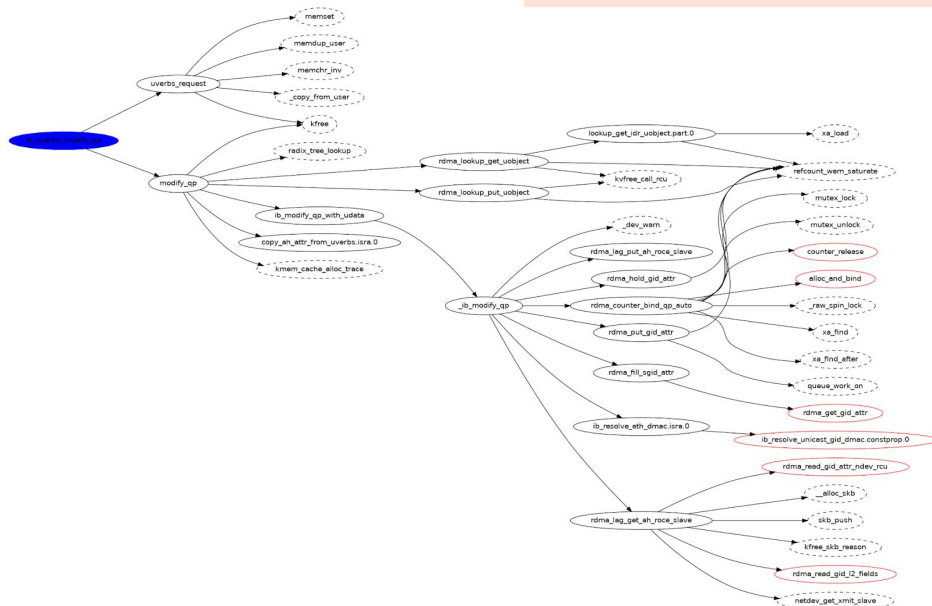 memset
memdup_user
memchr_inv
uverbs_request
_copy_from_user
kfree
lookup_get_idr_uobject.part.0
xa_load
radix_tree_lookup
rdma_lookup_get_uobject
refcount_warn_saturate
modify_qp
kvfree_call_rcu
rdma_lookup_put_uobject
mutex_lock
ib_modify_qp_with_udata
_dev_warn
mutex_unlock
copy_ah_attr_from_uverbs.isra.0
rdma_lag_put_ah_roce_slave
counter_release
kmem_cache_alloc_trace
rdma_hold_gid_attr
alloc_and_bind
_ib_modify_qp
rdma_counter_bind_qp_auto
_raw_spin_lock
rdma_put_gid_attr
xa_find
xa_find_after
rdma_fill_sgid_attr
queue_work_on
rdma_get_gid_attr
ib_resolve_eth_dmac.isra.0
ib_resolve_unicast_gid_dmac.constprop.0
rdma_read_gid_attr_ndev_rcu
__alloc_skb
rdma_lag_get_ah_roce_slave
skb_push
kfree_skb_reason
rdma_read_gid_l2_fields
netdev_get_xmit_slave